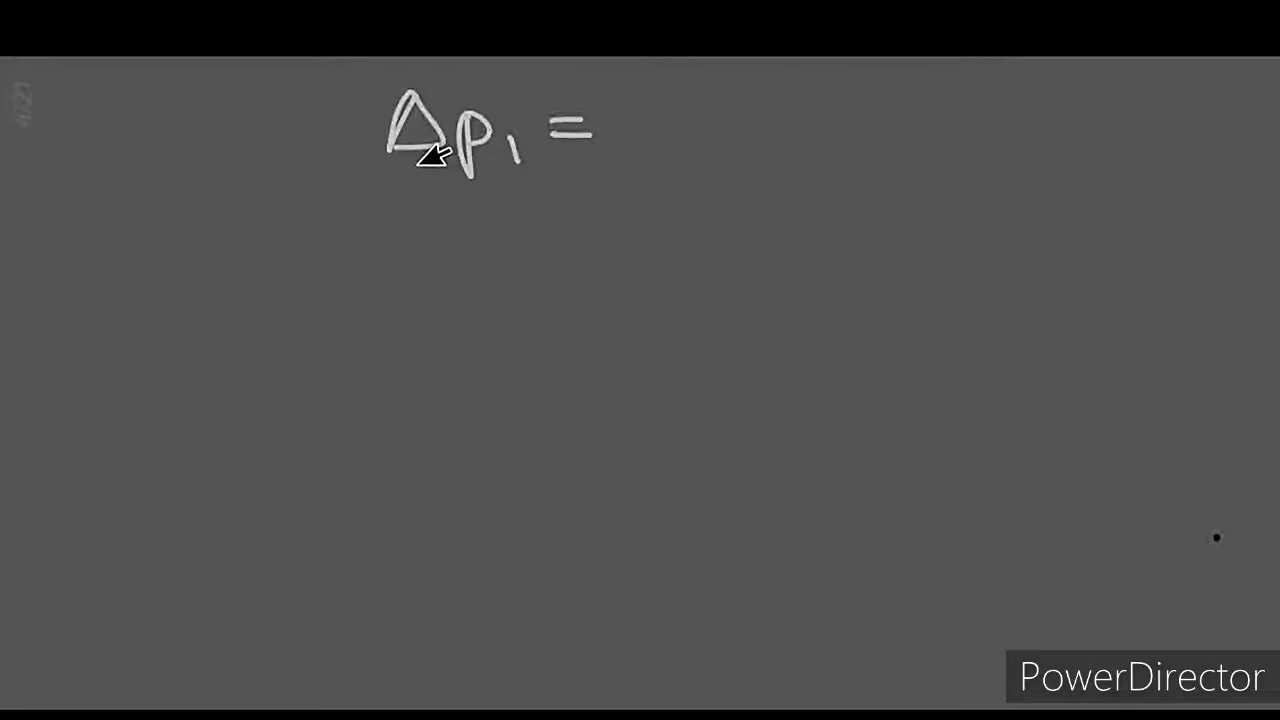 Δp₁ =
PowerDirector